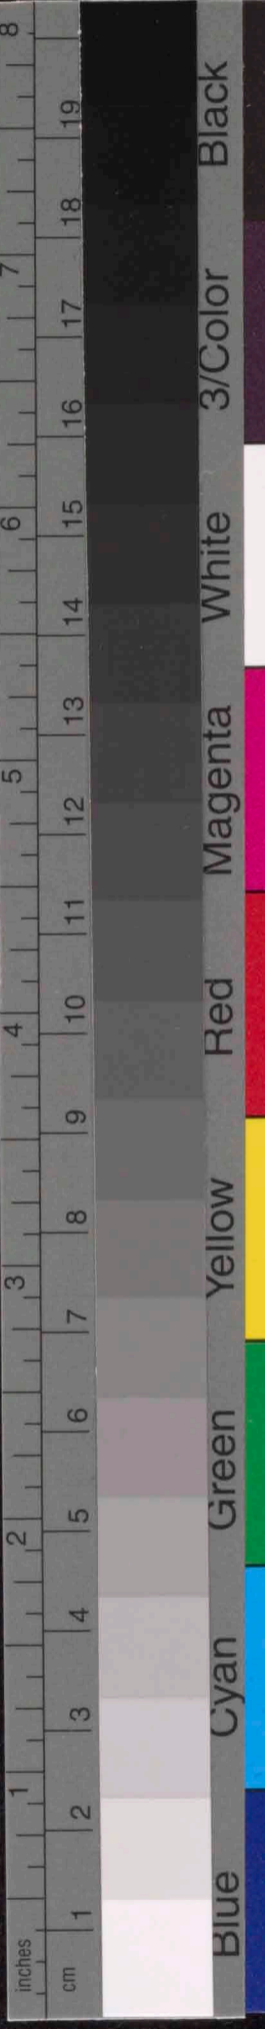 inches 1 2 3 4 5 6 7 8
cm 1 2 3 4 5 6 7 8 9 10 11 12 13 14 15 16 17 18 19
Blue Cyan Green Yellow Red Magenta White 3/Color Black